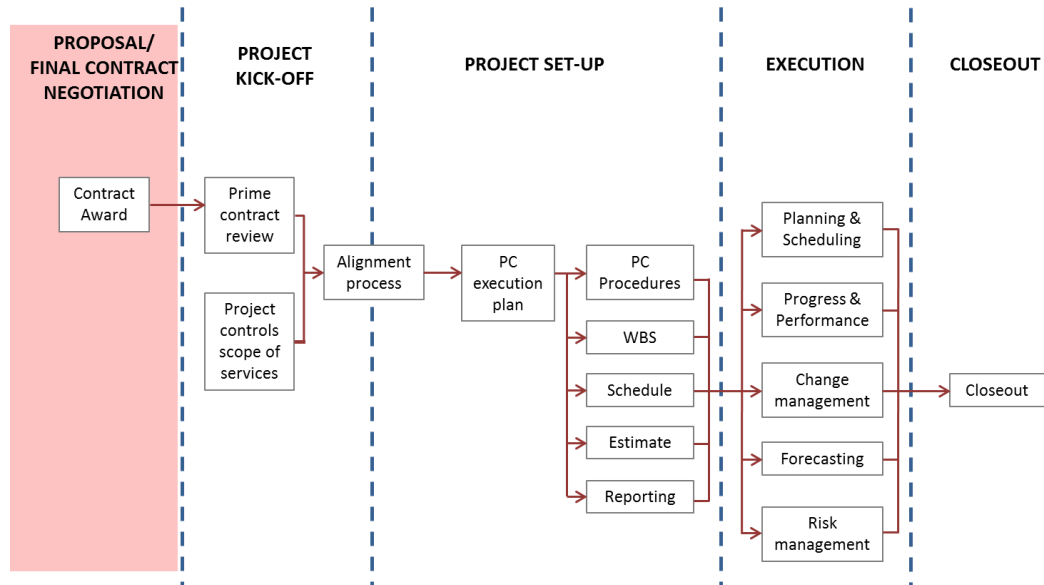 PROPOSAL/
FINAL CONTRACT
NEGOTIATION
PROJECT
KICK-OFF
PROJECT SET-UP
EXECUTION
CLOSEOUT
Contract
Award
Prime
contract
review
Project
controls
scope of
services
Alignment
process
PC
execution
plan
PC
Procedures
WBS
Schedule
Estimate
Reporting
Planning &
Scheduling
Progress &
Performance
Change
management
Forecasting
Risk
management
Closeout